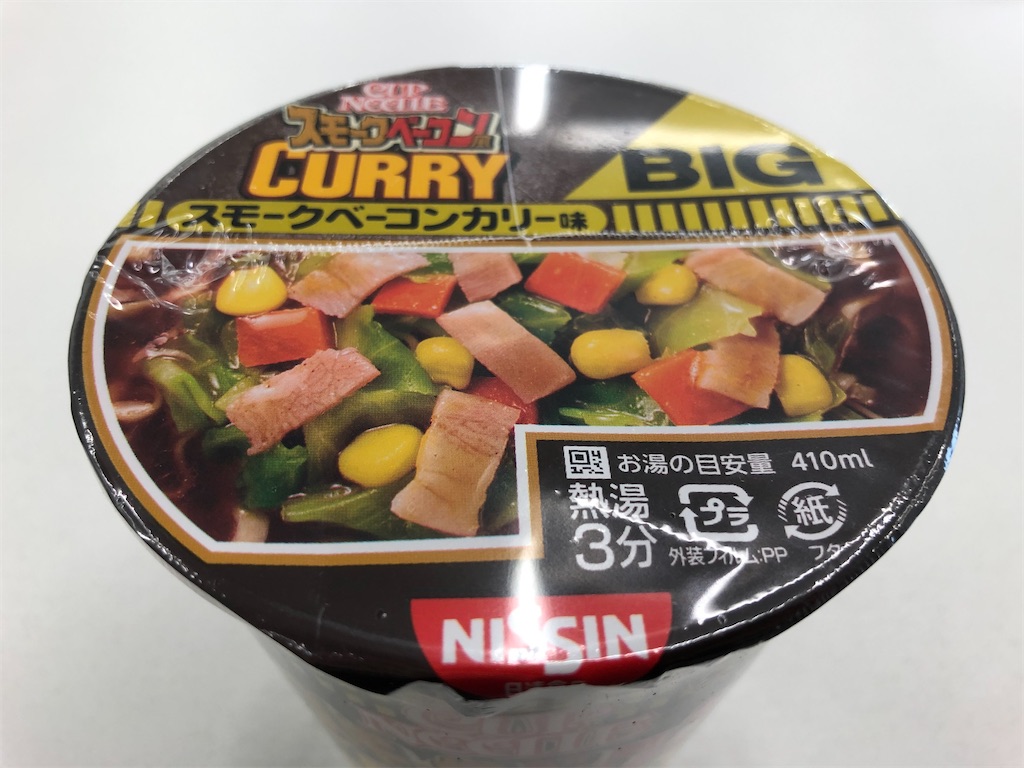 CUP
NOODLE
スモークベーコン風
CURRY
BIG
スモークベーコンカリー味
お湯の目安量 410ml
熱湯
3分
プラ
紙
外装フィルム:PP
フタ
NISSIN